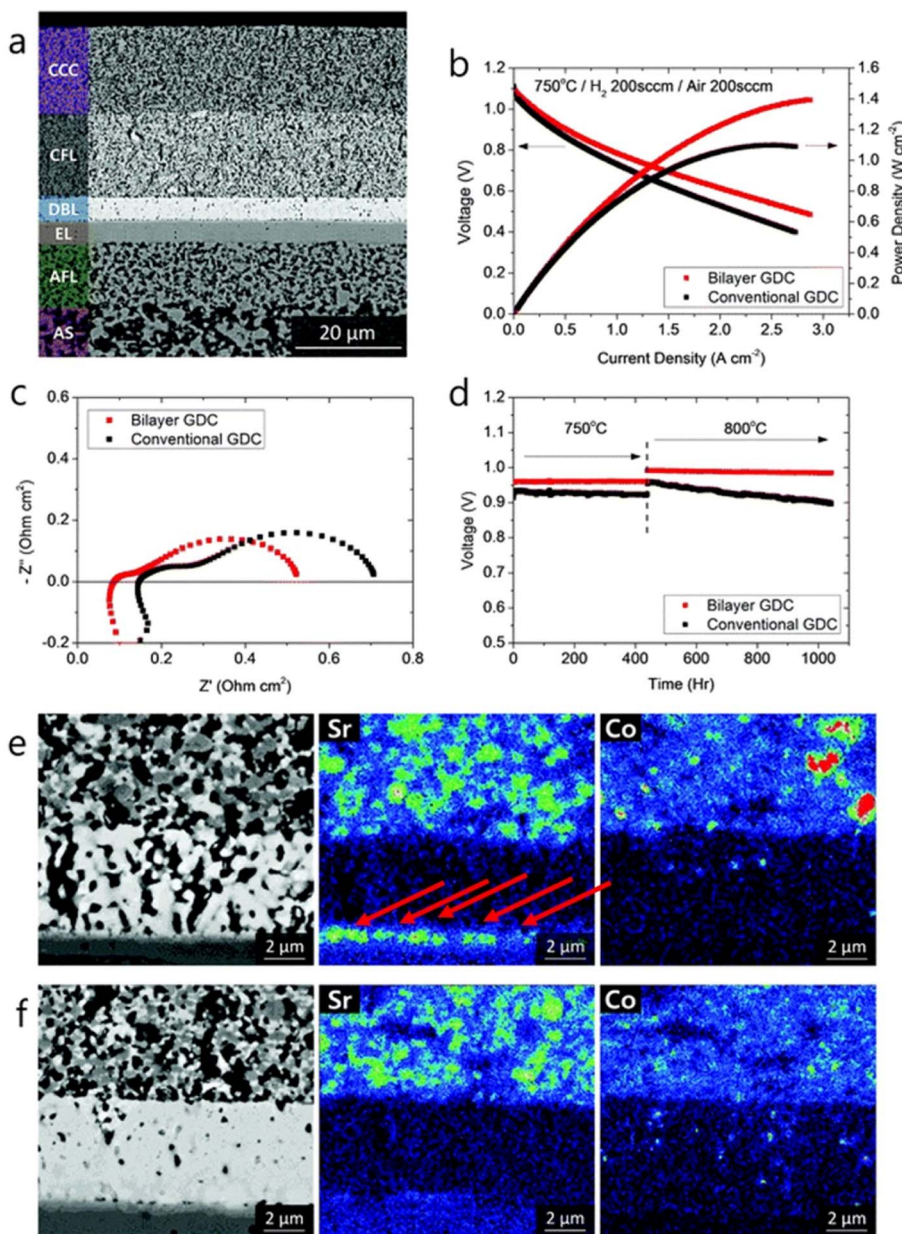 a
CCC
CFL
DBL
EL
AFL
AS
20 μm
b
750°C / H2 200sccm / Air 200sccm
Voltage (V)
1.2
1.0
0.8
0.6
0.4
0.2
0.0
Power Density (W cm-2)
1.6
1.4
1.2
1.0
0.8
0.6
0.4
0.2
0.0
Bilayer GDC
Conventional GDC
0.0 0.5 1.0 1.5 2.0 2.5 3.0
Current Density (A cm-2)
c
Bilayer GDC
Conventional GDC
- Z'' (Ohm cm2)
0.6
0.4
0.2
0.0
-0.2
0.0 0.2 0.4 0.6 0.8
Z' (Ohm cm2)
d
750°C
800°C
Voltage (V)
1.2
1.1
1.0
0.9
0.8
0.7
0.6
0.5
Bilayer GDC
Conventional GDC
0 200 400 600 800 1000
Time (Hr)
e
Sr
Co
2 μm
2 μm
2 μm
f
Sr
Co
2 μm
2 μm
2 μm